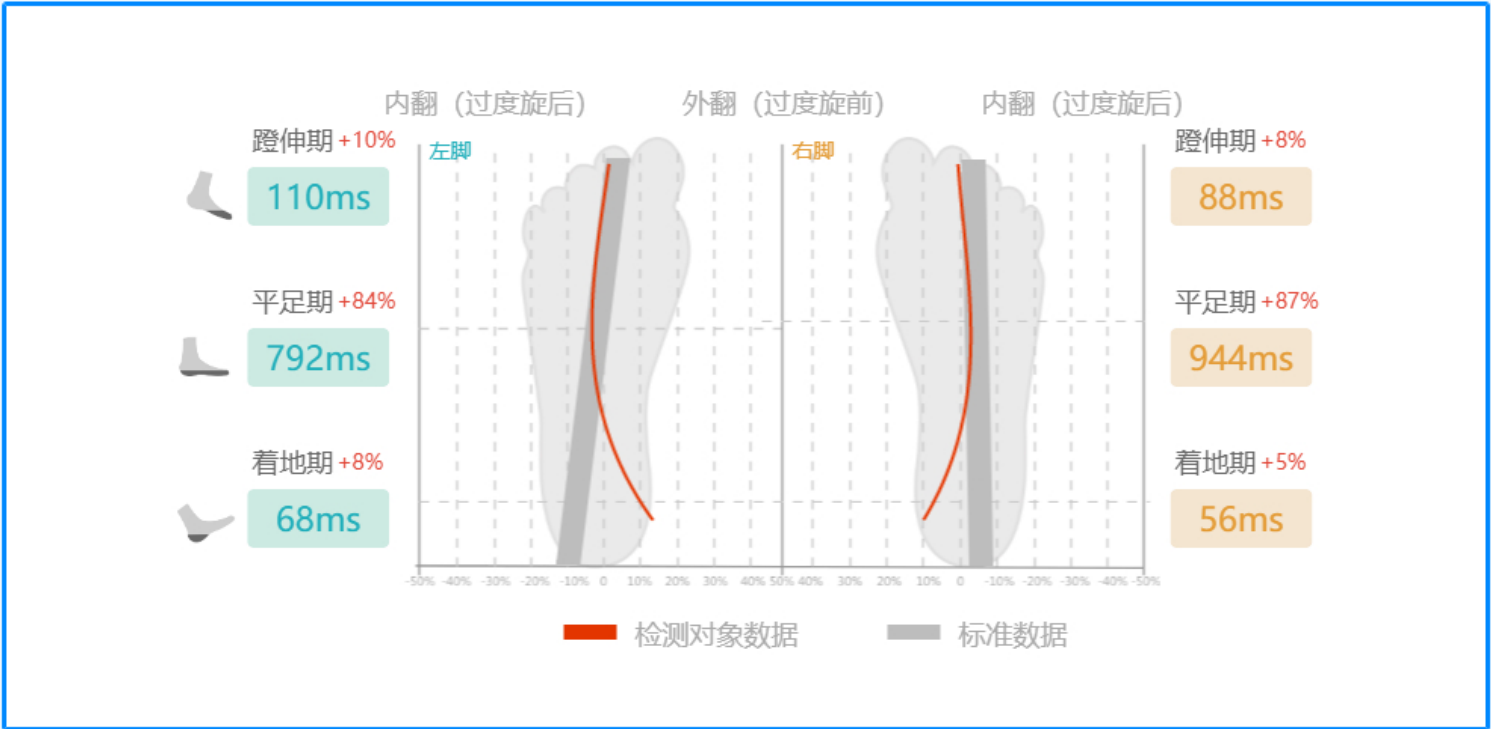 内翻（过度旋后） 外翻（过度旋前） 内翻（过度旋后）
蹬伸期 +10%
110ms
平足期 +84%
792ms
着地期 +8%
68ms
左脚
右脚
蹬伸期 +8%
88ms
平足期 +87%
944ms
着地期 +5%
56ms
-50% -40% -30% -20% -10% 0 10% 20% 30% 40% 50% 40% 30% 20% 10% 0 -10% -20% -30% -40% -50%
检测对象数据 标准数据